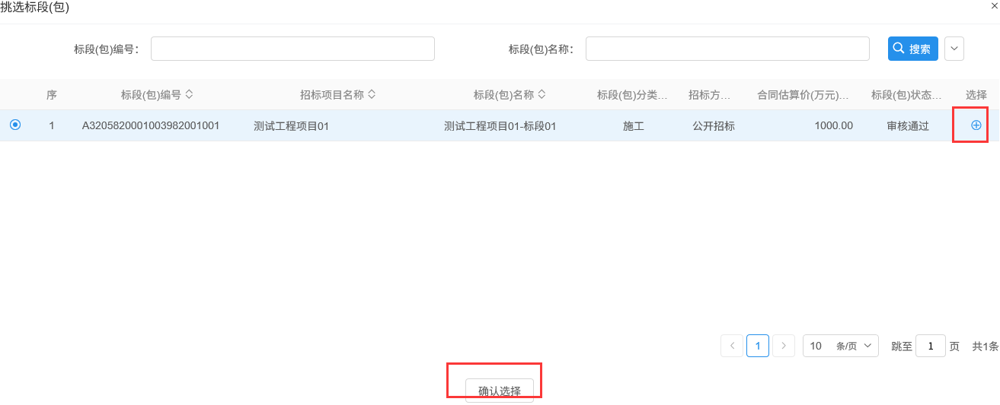 挑选标段(包)
标段(包)编号： 标段(包)名称： 搜索
序 标段(包)编号 招标项目名称 标段(包)名称 标段(包)分类... 招标方... 合同估算价(万元)... 标段(包)状态... 选择
1 A3205820001003982001001 测试工程项目01 测试工程项目01-标段01 施工 公开招标 1000.00 审核通过
1 10 条/页 跳至 1 页 共1条
确认选择